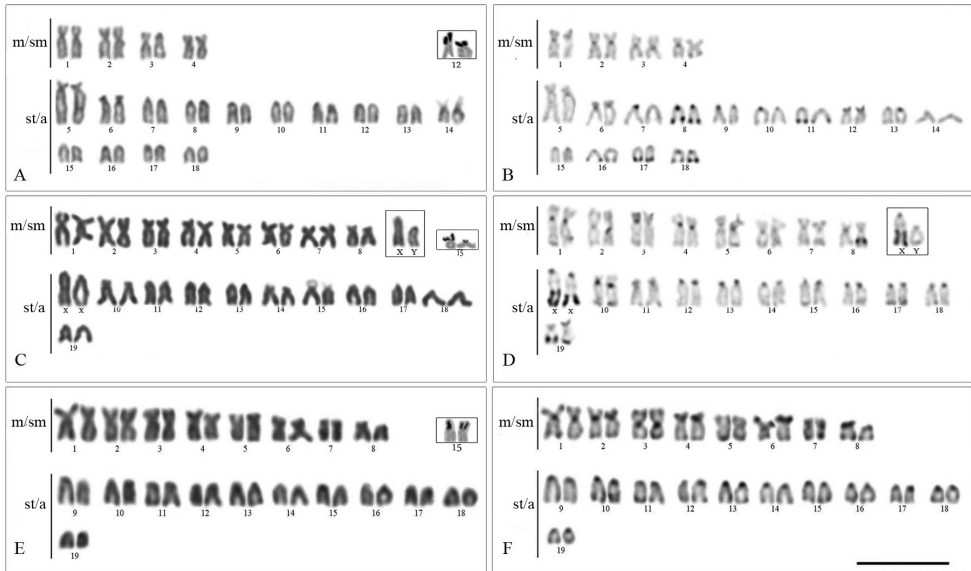 m/sm
1 2 3 4
12
st/a
5 6 7 8 9 10 11 12 13 14
15 16 17 18
A
m/sm
1 2 3 4
st/a
5 6 7 8 9 10 11 12 13 14
15 16 17 18
B
m/sm
1 2 3 4 5 6 7 8
X Y
15
st/a
X X 10 11 12 13 14 15 16 17 18
19
C
m/sm
1 2 3 4 5 6 7 8
X Y
st/a
X X 10 11 12 13 14 15 16 17 18
19
D
m/sm
1 2 3 4 5 6 7 8
15
st/a
9 10 11 12 13 14 15 16 17 18
19
E
m/sm
1 2 3 4 5 6 7 8
st/a
9 10 11 12 13 14 15 16 17 18
19
F